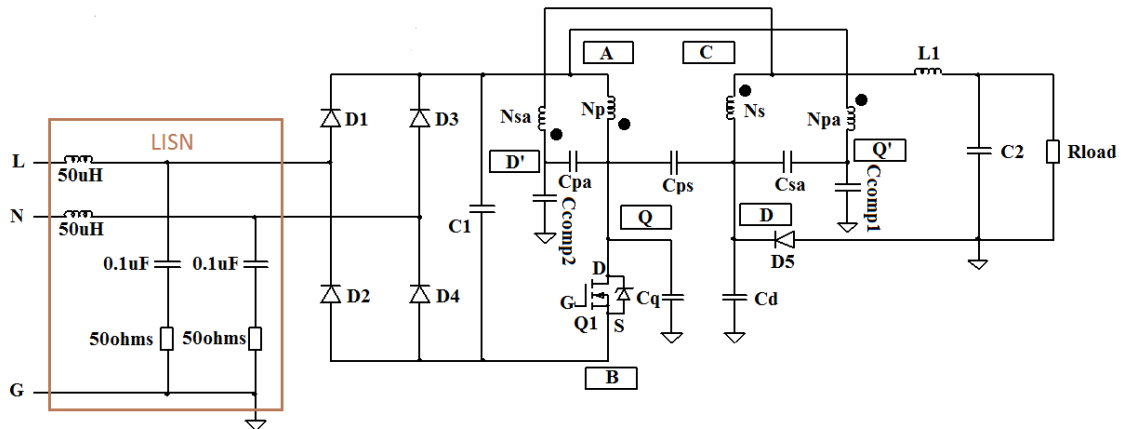 A
C
L1
Nsa
Np
Ns
Npa
D1
D3
LISN
L
50uH
D'
Q'
Cpa
Cps
Csa
C2
Rload
N
50uH
C1
Ccomp2
Q
D
Ccomp1
0.1uF
0.1uF
D5
D2
D4
D
G
Q1
S
Cq
Cd
50ohms
50ohms
B
G